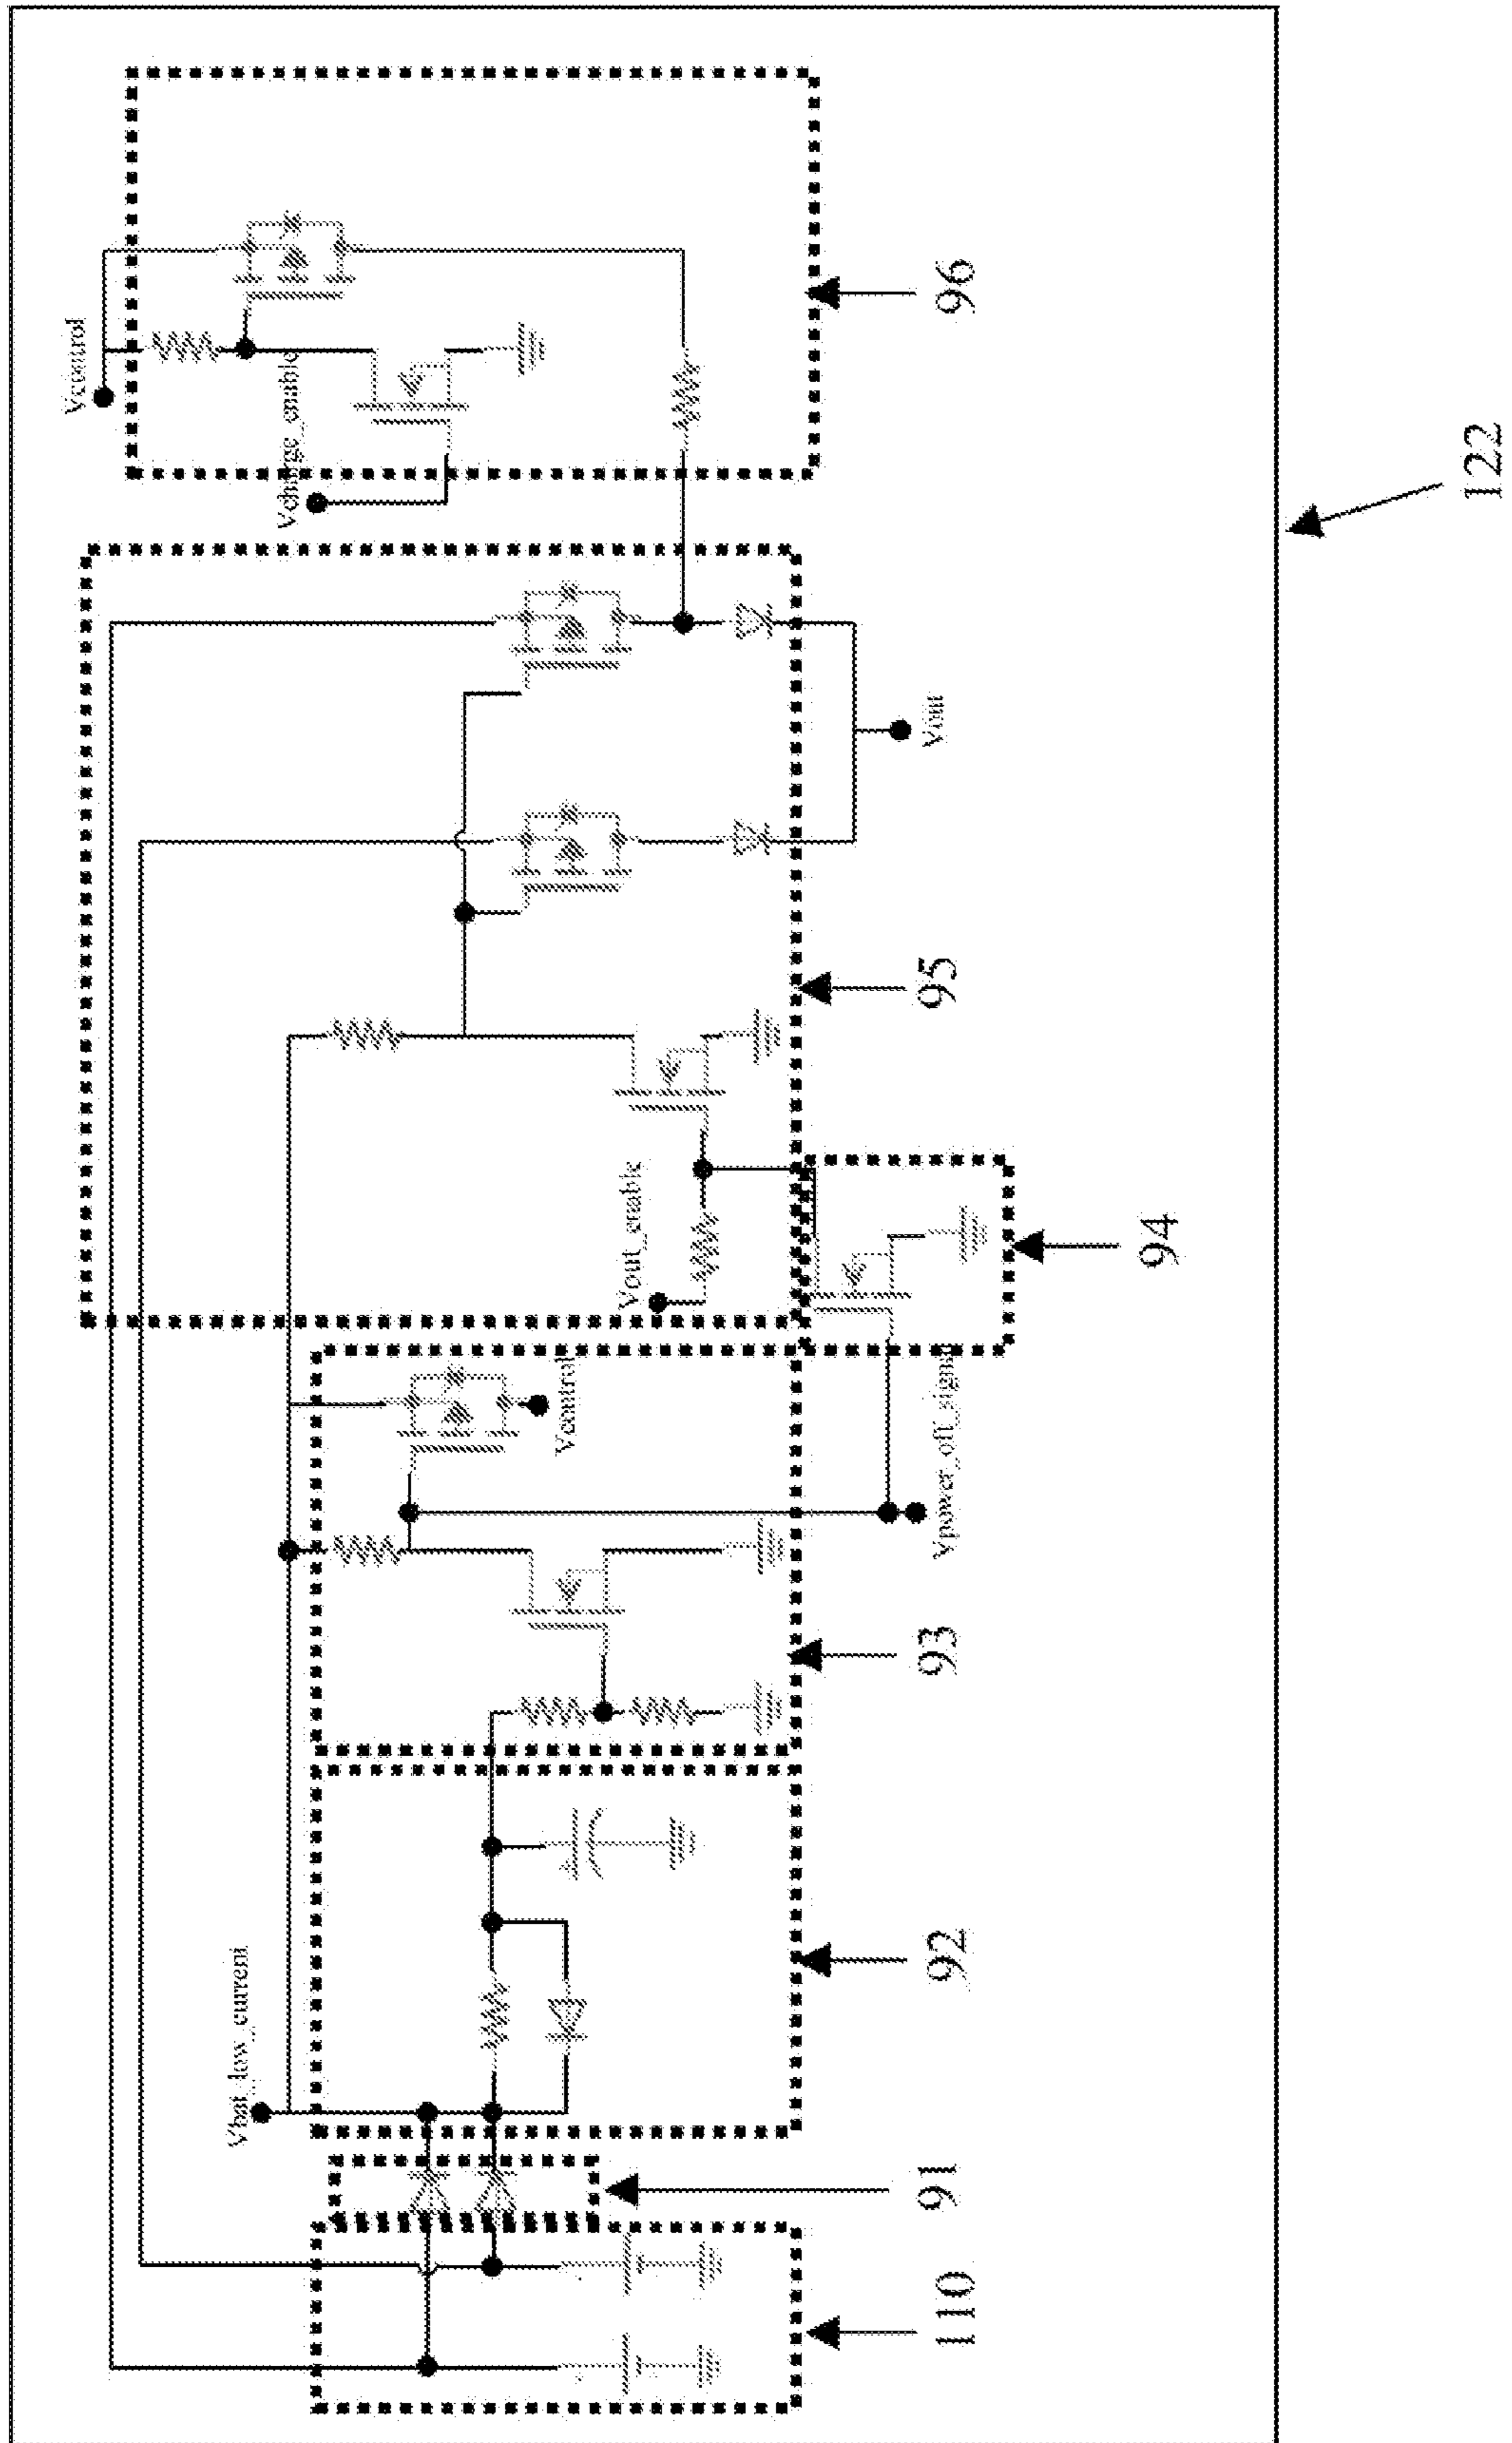 Vcontrol
Vcharge_enable
96
122
Vout
95
Vout_enable
94
Vcontrol
Vpower_off_signal
93
Vbat_low_current
92
91
110